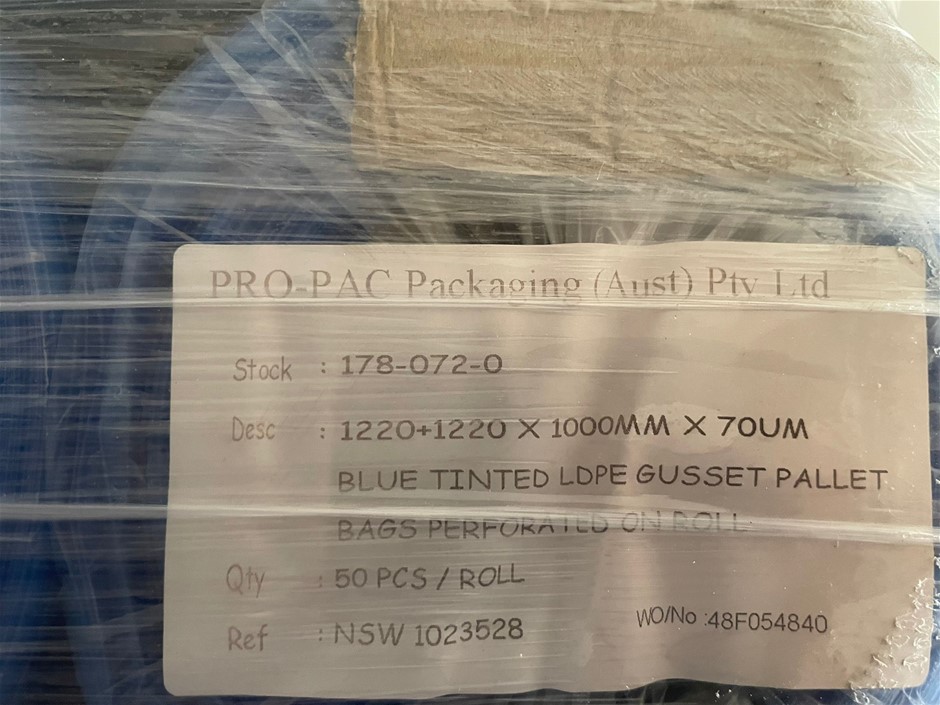 PRO-PAC Packaging (Aust) Pty Ltd
Stock : 178-072-0
Desc : 1220+1220 X 1000MM X 70UM
BLUE TINTED LDPE GUSSET PALLET
BAGS PERFORATED ON ROLL
Qty : 50 PCS / ROLL
Ref : NSW 1023528 WO/No :48F054840